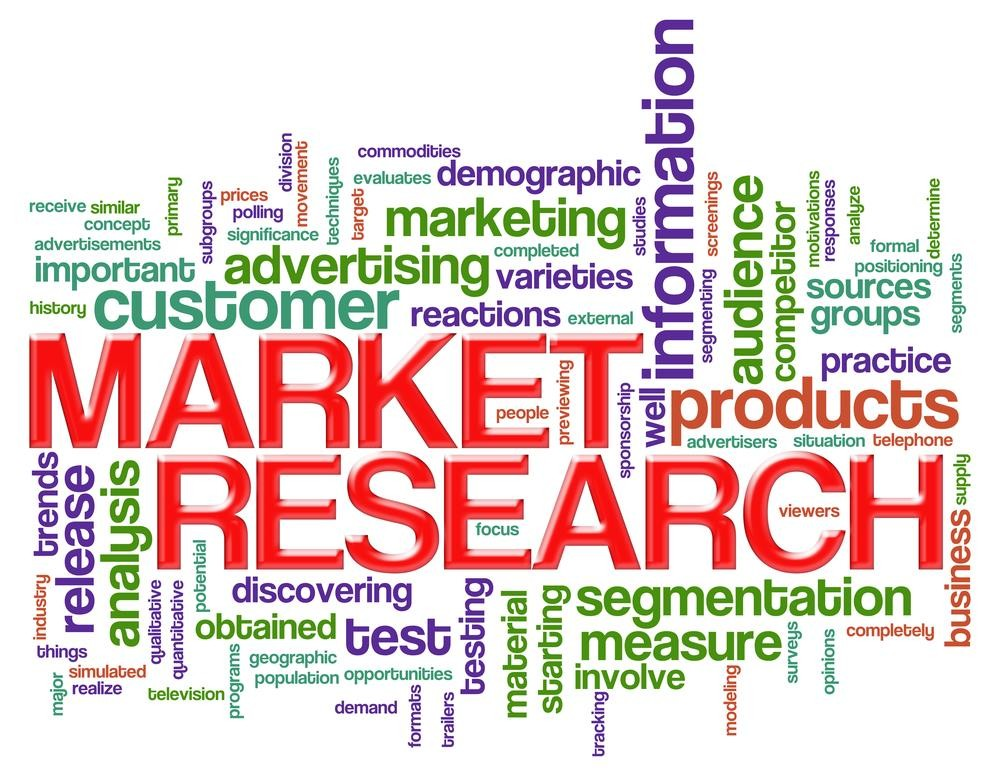 information
division
movement
commodities
evaluates
demographic
techniques
target
studies
screenings
primary
subgroups
prices
polling
significance
receive
similar
concept
advertisements
marketing
completed
audience
competitor
motivations
responses
analyze
determine
formal
positioning
segments
important
advertising
varieties
segmenting
sources
groups
history
customer
reactions
external
practice
MARKET
people
previewing
sponsorship
well
products
advertisers
situation
telephone
trends
release
analysis
RESEARCH
focus
viewers
supply
business
industry
potential
qualitative
quantitative
discovering
testing
material
starting
segmentation
obtained
test
measure
surveys
opinions
completely
things
simulated
major
realize
television
programs
geographic
population
opportunities
involve
demand
formats
trailers
tracking
modeling